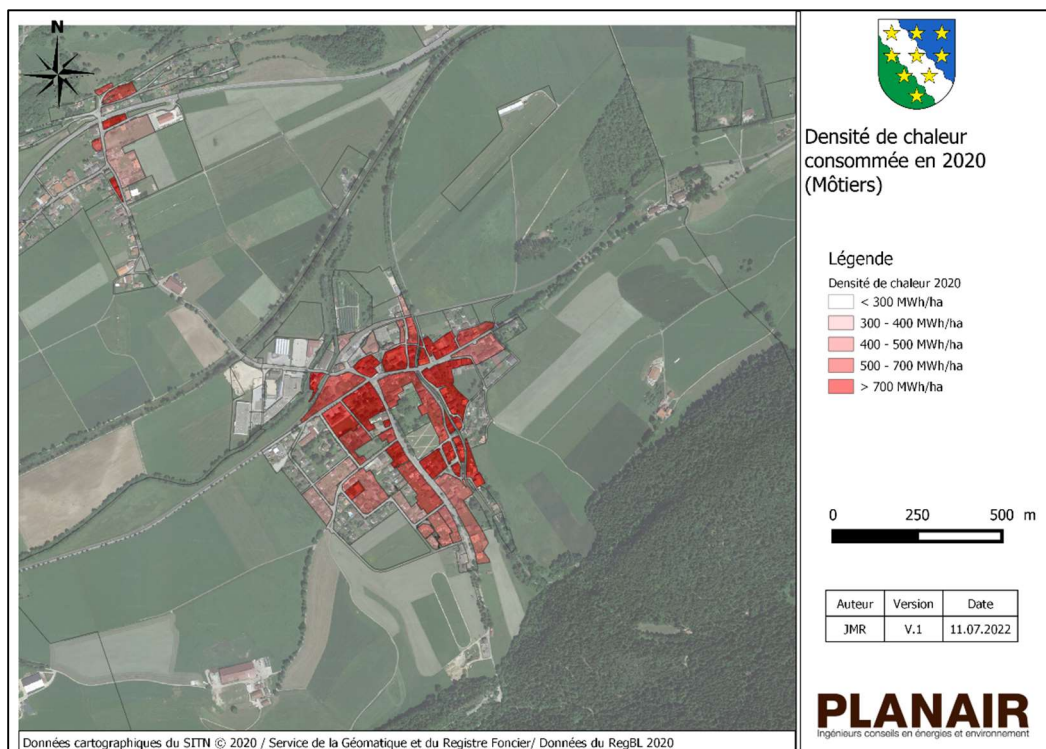 N
Densité de chaleur
consommée en 2020
(Môtiers)
Légende
Densité de chaleur 2020
< 300 MWh/ha
300 - 400 MWh/ha
400 - 500 MWh/ha
500 - 700 MWh/ha
> 700 MWh/ha
0 250 500 m
Auteur Version Date
JMR V.1 11.07.2022
PLANAIR
Ingénieurs conseils en énergies et environnement
Données cartographiques du SITN © 2020 / Service de la Géomatique et du Registre Foncier/ Données du RegBL 2020